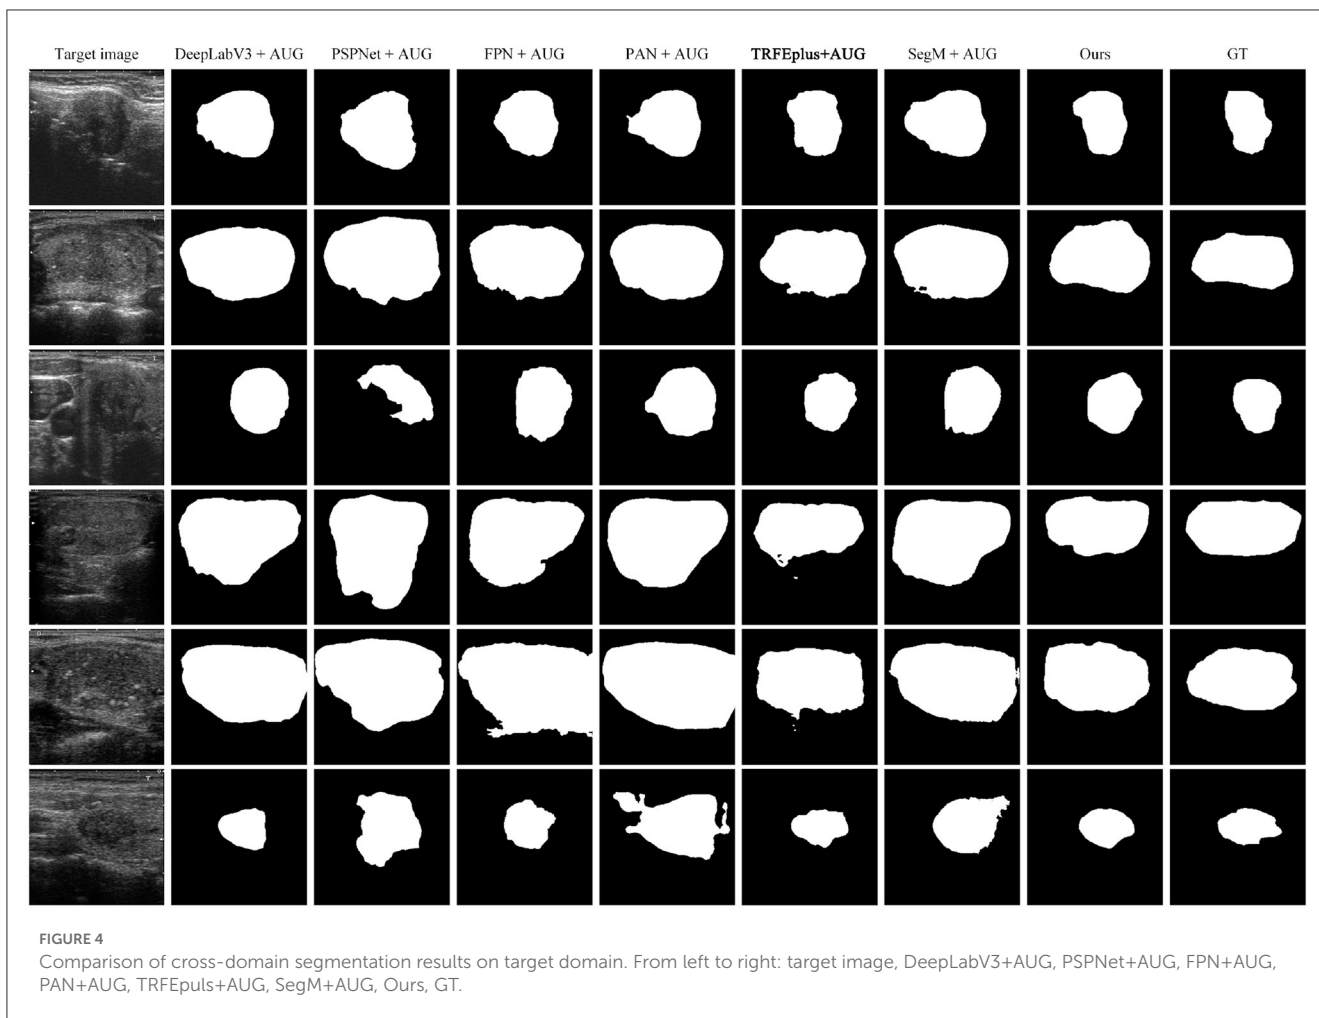 Target image DeepLabV3 + AUG PSPNet + AUG FPN + AUG PAN + AUG TRFEplus+AUG SegM + AUG Ours GT
FIGURE 4
Comparison of cross-domain segmentation results on target domain. From left to right: target image, DeepLabV3+AUG, PSPNet+AUG, FPN+AUG,
PAN+AUG, TRFEpuls+AUG, SegM+AUG, Ours, GT.